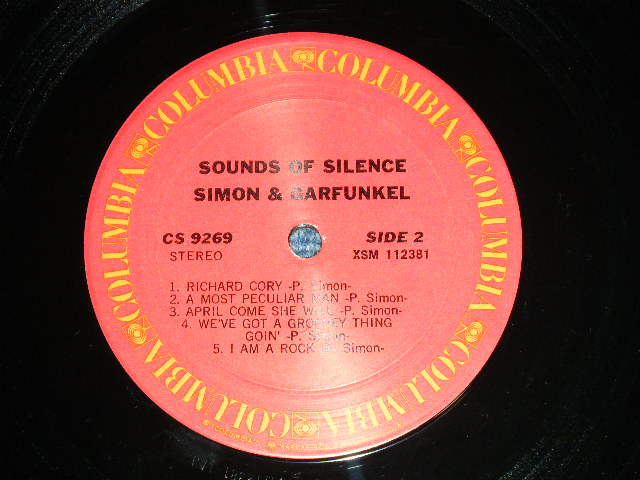 COLUMBIA COLUMBIA COLUMBIA COLUMBIA COLUMBIA COLUMBIA
SOUNDS OF SILENCE
SIMON & GARFUNKEL
CS 9269 SIDE 2
STEREO XSM 112381
1. RICHARD CORY -P. Simon-
2. A MOST PECULIAR MAN -P. Simon-
3. APRIL COME SHE WILL -P. Simon-
4. WE'VE GOT A GROOVEY THING
GOIN' -P. Simon-
5. I AM A ROCK -P. Simon-